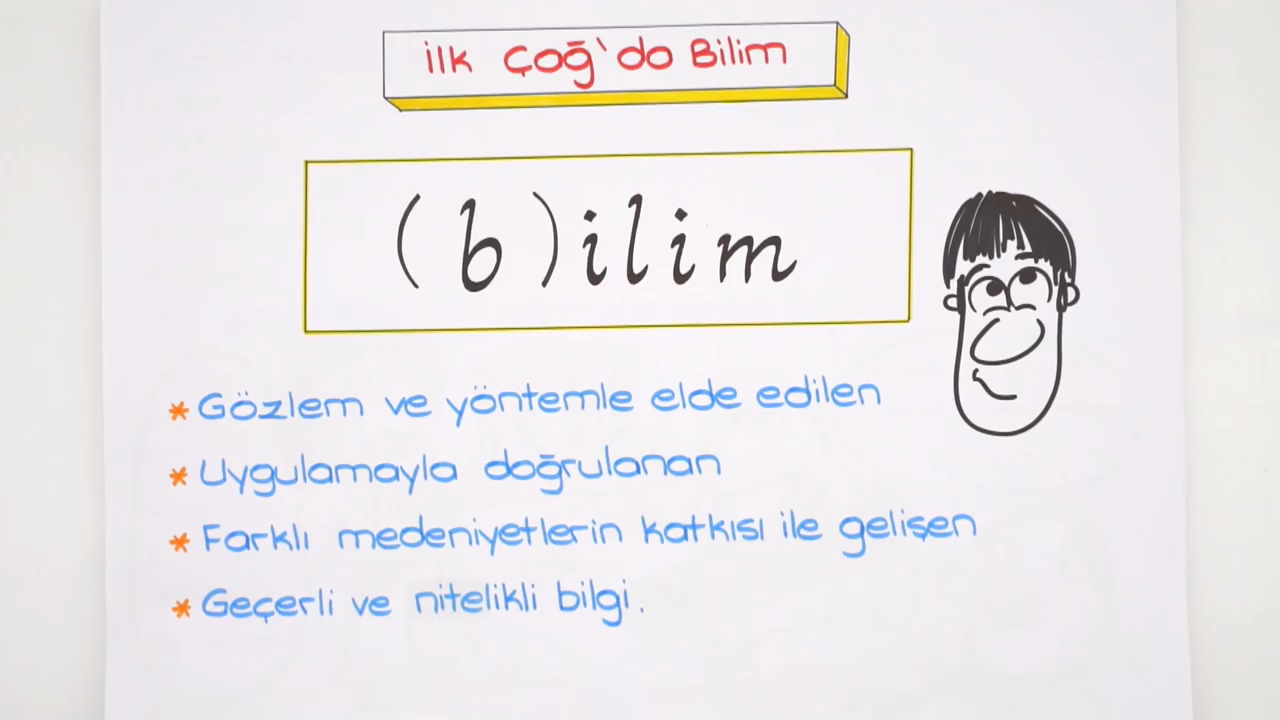 İlk Çağ'da Bilim
(b)ilim
* Gözlem ve yöntemle elde edilen
* Uygulamayla doğrulanan
* Farklı medeniyetlerin katkısı ile gelişen
* Geçerli ve nitelikli bilgi.